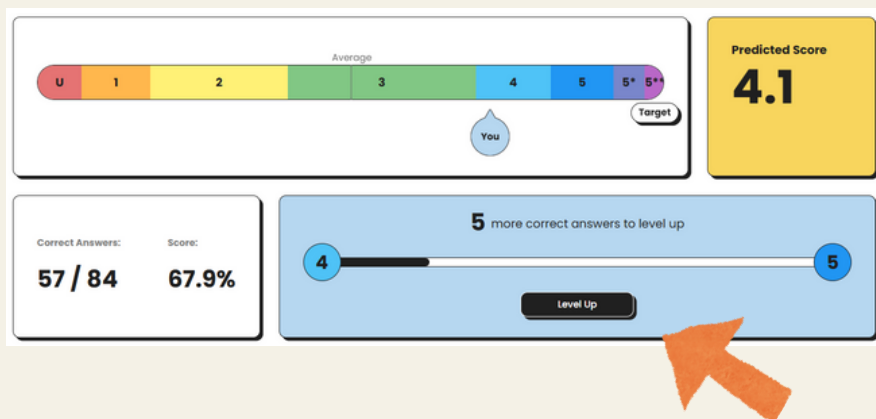 Average
U 1 2 3 4 5 5* 5**
You
Target
Predicted Score
4.1
Correct Answers: Score:
57 / 84 67.9%
5 more correct answers to level up
4 5
Level Up